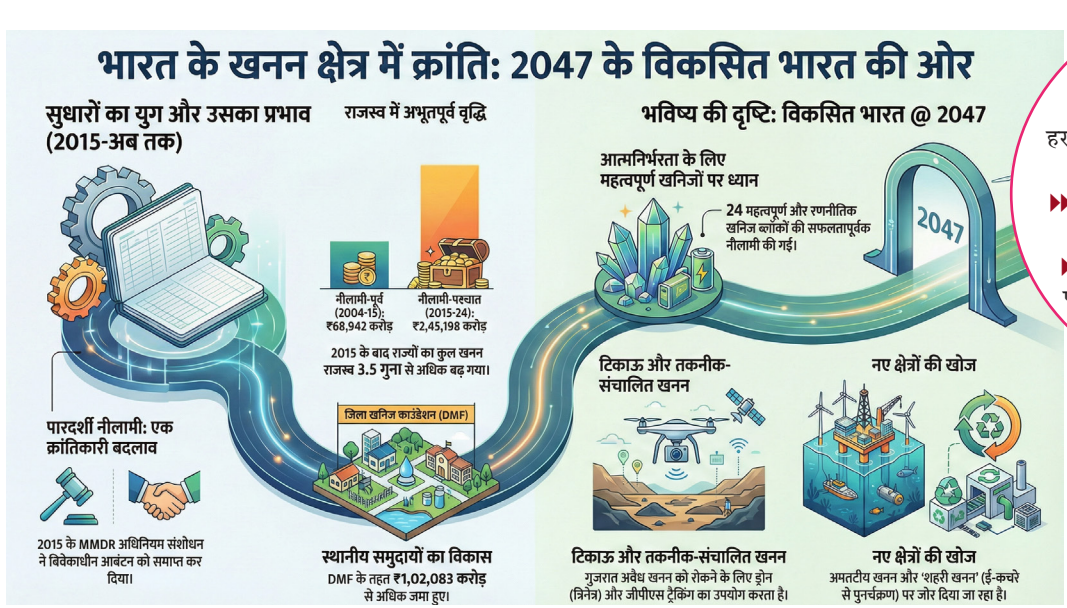 भारत के खनन क्षेत्र में क्रांति: 2047 के विकसित भारत की ओर
सुधारों का युग और उसका प्रभाव
(2015-अब तक)
राजस्व में अभूतपूर्व वृद्धि
नीलामी-पूर्व
(2004-15):
₹68,942 करोड़
नीलामी-पश्चात
(2015-24):
₹2,45,198 करोड़
2015 के बाद राज्यों का कुल खनन
राजस्व 3.5 गुना से अधिक बढ़ गया।
पारदर्शी नीलामी: एक
क्रांतिकारी बदलाव
2015 के MMDR अधिनियम संशोधन
ने विवेकाधीन आबंटन को समाप्त कर
दिया।
जिला खनिज काउंडेशन (DMF)
स्थानीय समुदायों का विकास
DMF के तहत ₹1,02,083 करोड़
से अधिक जमा हुए।
भविष्य की दृष्टि: विकसित भारत @ 2047
आत्मनिर्भरता के लिए
महत्वपूर्ण खनिजों पर ध्यान
24 महत्वपूर्ण और रणनीतिक
खनिज ब्लॉकों की सफलतापूर्वक
नीलामी की गई।
2047
टिकाऊ और तकनीक-
संचालित खनन
टिकाऊ और तकनीक-संचालित खनन
गुजरात अवैध खनन को रोकने के लिए ड्रोन
(त्रिनेत्र) और जीपीएस ट्रैकिंग का उपयोग करता है।
नए क्षेत्रों की खोज
नए क्षेत्रों की खोज
अमतटीय खनन और 'शहरी खनन' (ई-कचरे
से पुनर्चक्रण) पर जोर दिया जा रहा है।